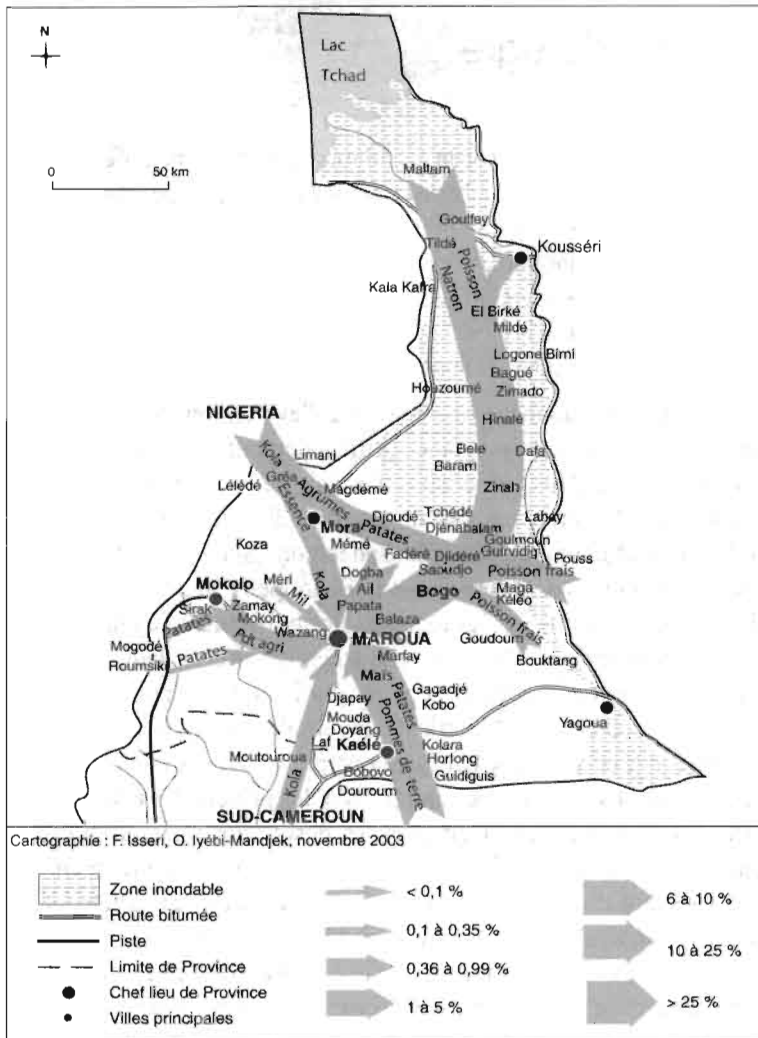 N
Lac
Tchad
0 50 km
Maltam
Goulfey
Kousséri
Tildé
Poisson
Natron
Kala Kafra
El Birké
Mildé
Logone Bimi
Bagué
Houzoumé
Zimado
NIGERIA
Hinalé
Limani
Belé
Dafa
Baram
Kola
Gréa
Agrumes
Lélédé
Essence
Magdémé
Zinah
Patates
Djoudé
Tchédé
Lahay
Mora
Djénabalam
Goulmoun
Koza
Mémé
Fadéré
Djidéré
Guirvidig
Pouss
Saoudjo
Poisson frais
Dogba
Mokolo
Méri
Mil
Ail
Kola
Bogo
Maga
Kéléo
Sirak
Zamay
Papata
Poisson frais
Patates
Mokong
Balaza
Wazang
MAROUA
Goudoum
Mogodé
Pdt agri
Marfay
Bouktang
Roumsiki
Patates
Maïs
Patates
Gagadjé
Djapay
Kobo
Mouda
Yagoua
Doyang
Pommes de terre
Laf
Kaélé
Kolara
Moutouroua
Horlong
Kola
Boboyo
Guidiguis
Douroum
SUD-CAMEROUN
Cartographie : F. Isseri, O. Iyébi-Mandjek, novembre 2003
Zone inondable
Route bitumée
Piste
Limite de Province
Chef lieu de Province
Villes principales
< 0,1 %
0,1 à 0,35 %
0,36 à 0,99 %
1 à 5 %
6 à 10 %
10 à 25 %
> 25 %